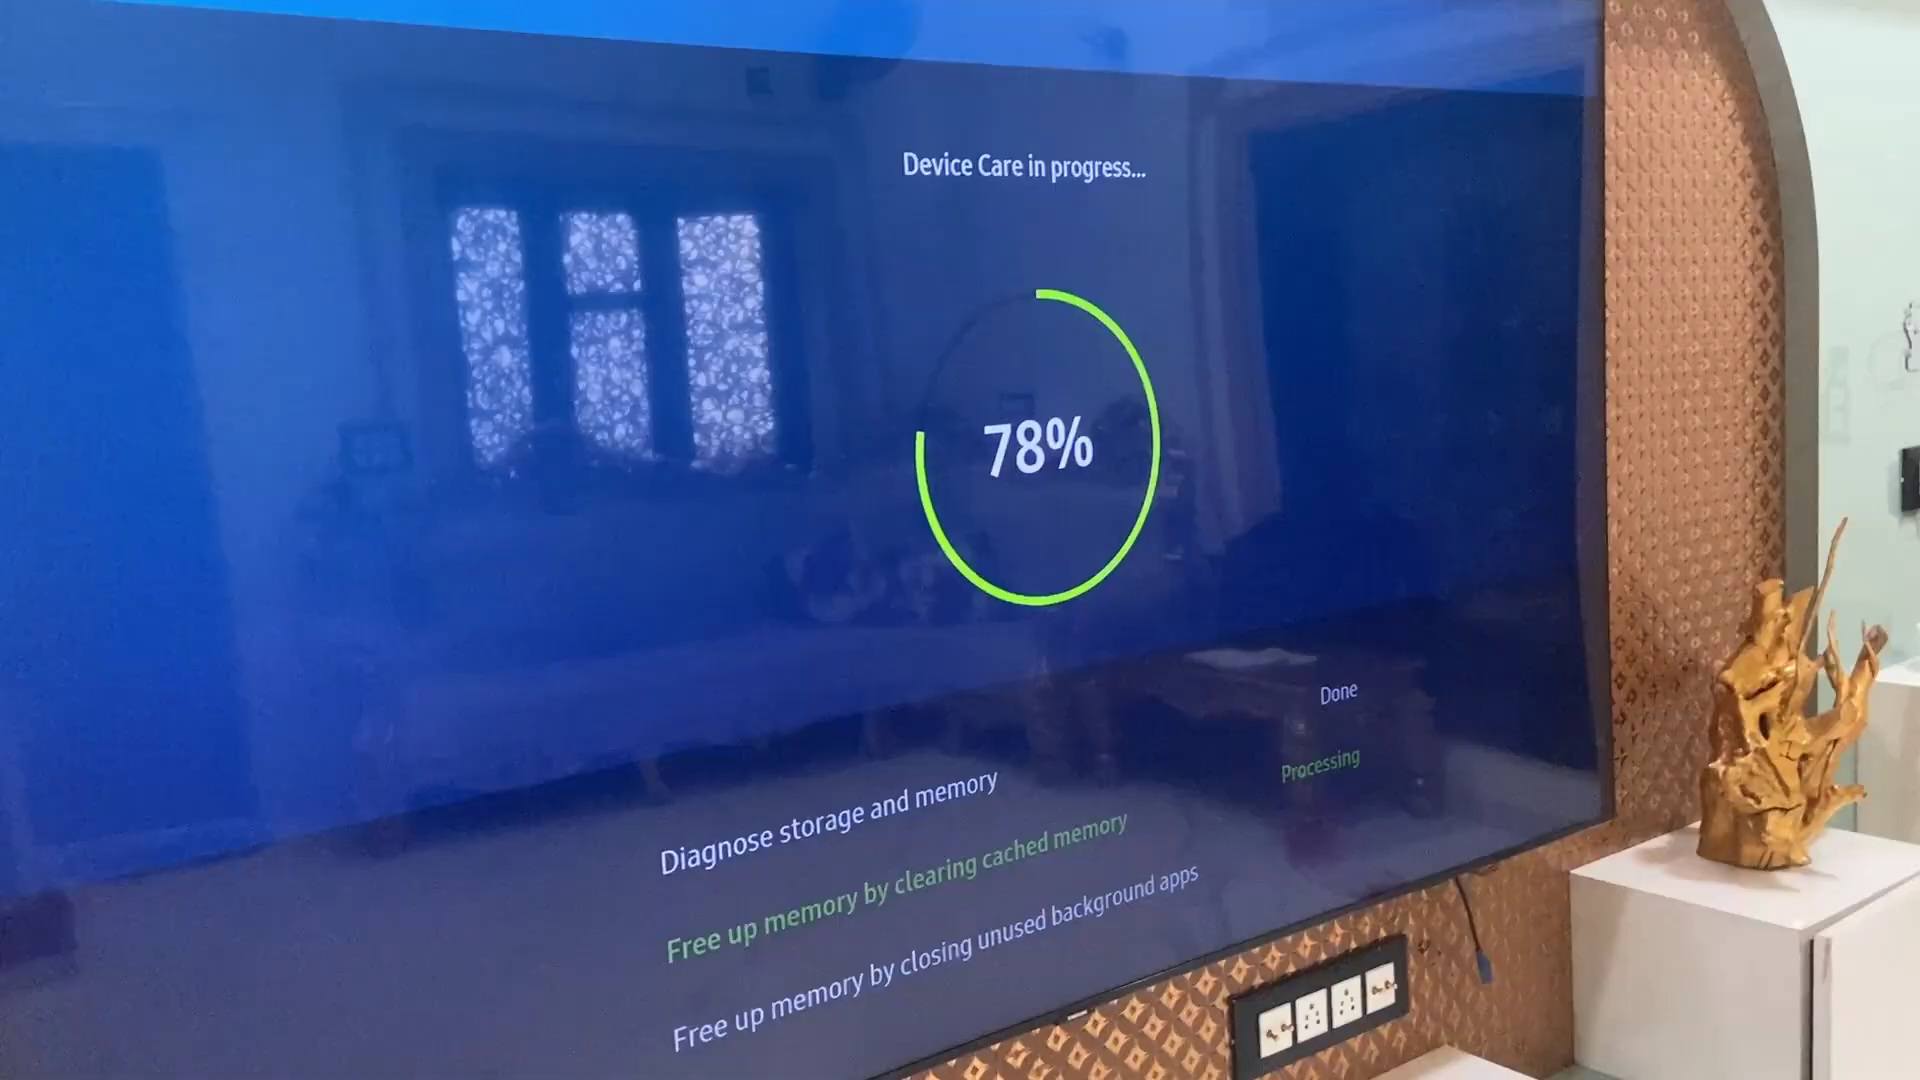 Device Care in progress...
78%
Diagnose storage and memory Done
Free up memory by clearing cached memory Processing
Free up memory by closing unused background apps